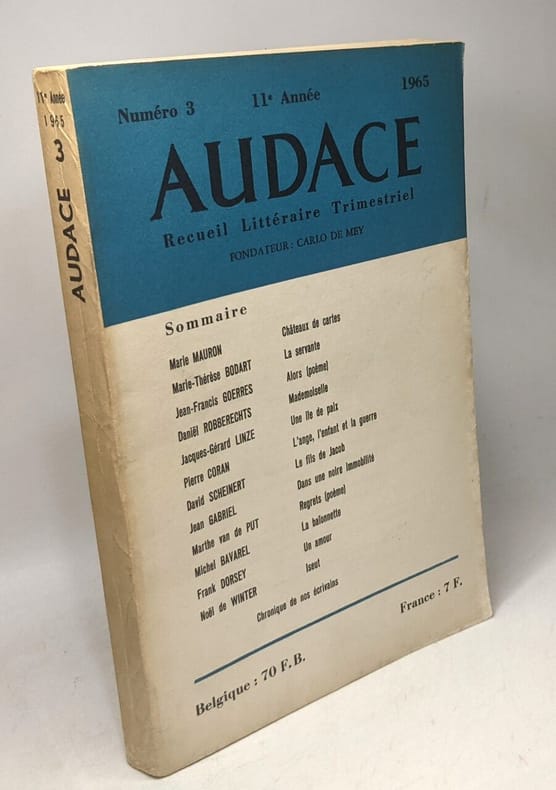 11e Année
1965
3
AUDACE
Numéro 3 11e Année 1965
AUDACE
Recueil Littéraire Trimestriel
FONDATEUR : CARLO DE MEY
Sommaire
Marie MAURON Châteaux de cartes
Marie-Thérèse BODART La servante
Jean-Francis GOERRES Alors (poème)
Daniël ROBBERECHTS Mademoiselle
Jacques-Gérard LINZE Une île de paix
Pierre CORAN L'ange, l'enfant et la guerre
David SCHEINERT Le fils de Jacob
Jean GABRIEL Dans une noire immobilité
Marthe van de PUT Regrets (poème)
Michel BAVAREL La baïonnette
Frank DORSEY Un amour
Noël de WINTER Iseut
Chronique de nos écrivains
Belgique : 70 F.B. France : 7 F.